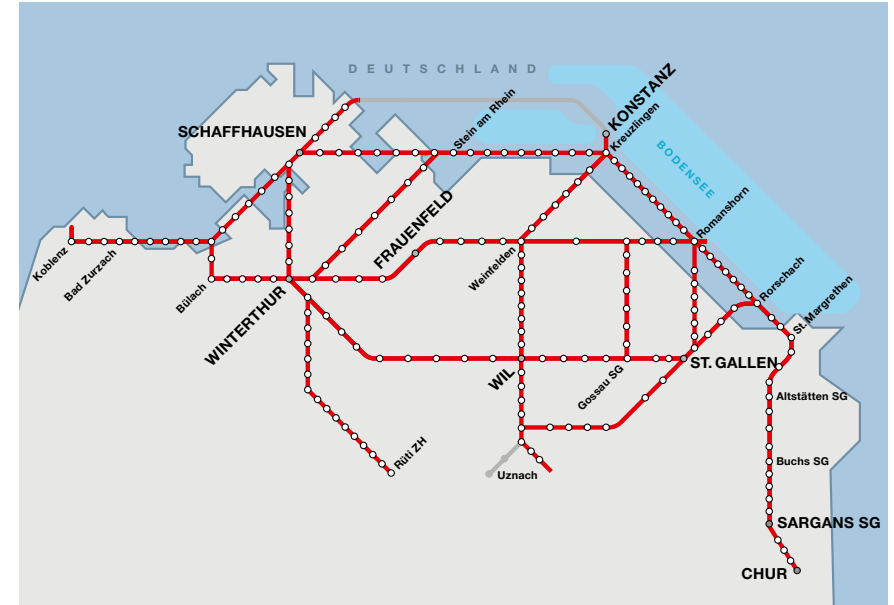 DEUTSCHLAND
KONSTANZ
Kreuzlingen
Stein am Rhein
SCHAFFHAUSEN
BODENSEE
Romanshorn
FRAUENFELD
Koblenz
Bad Zurzach
Weinfelden
Bülach
Rorschach
St. Margrethen
WINTERTHUR
WIL
Gossau SG
ST. GALLEN
Altstätten SG
Rüti ZH
Buchs SG
Uznach
SARGANS SG
CHUR